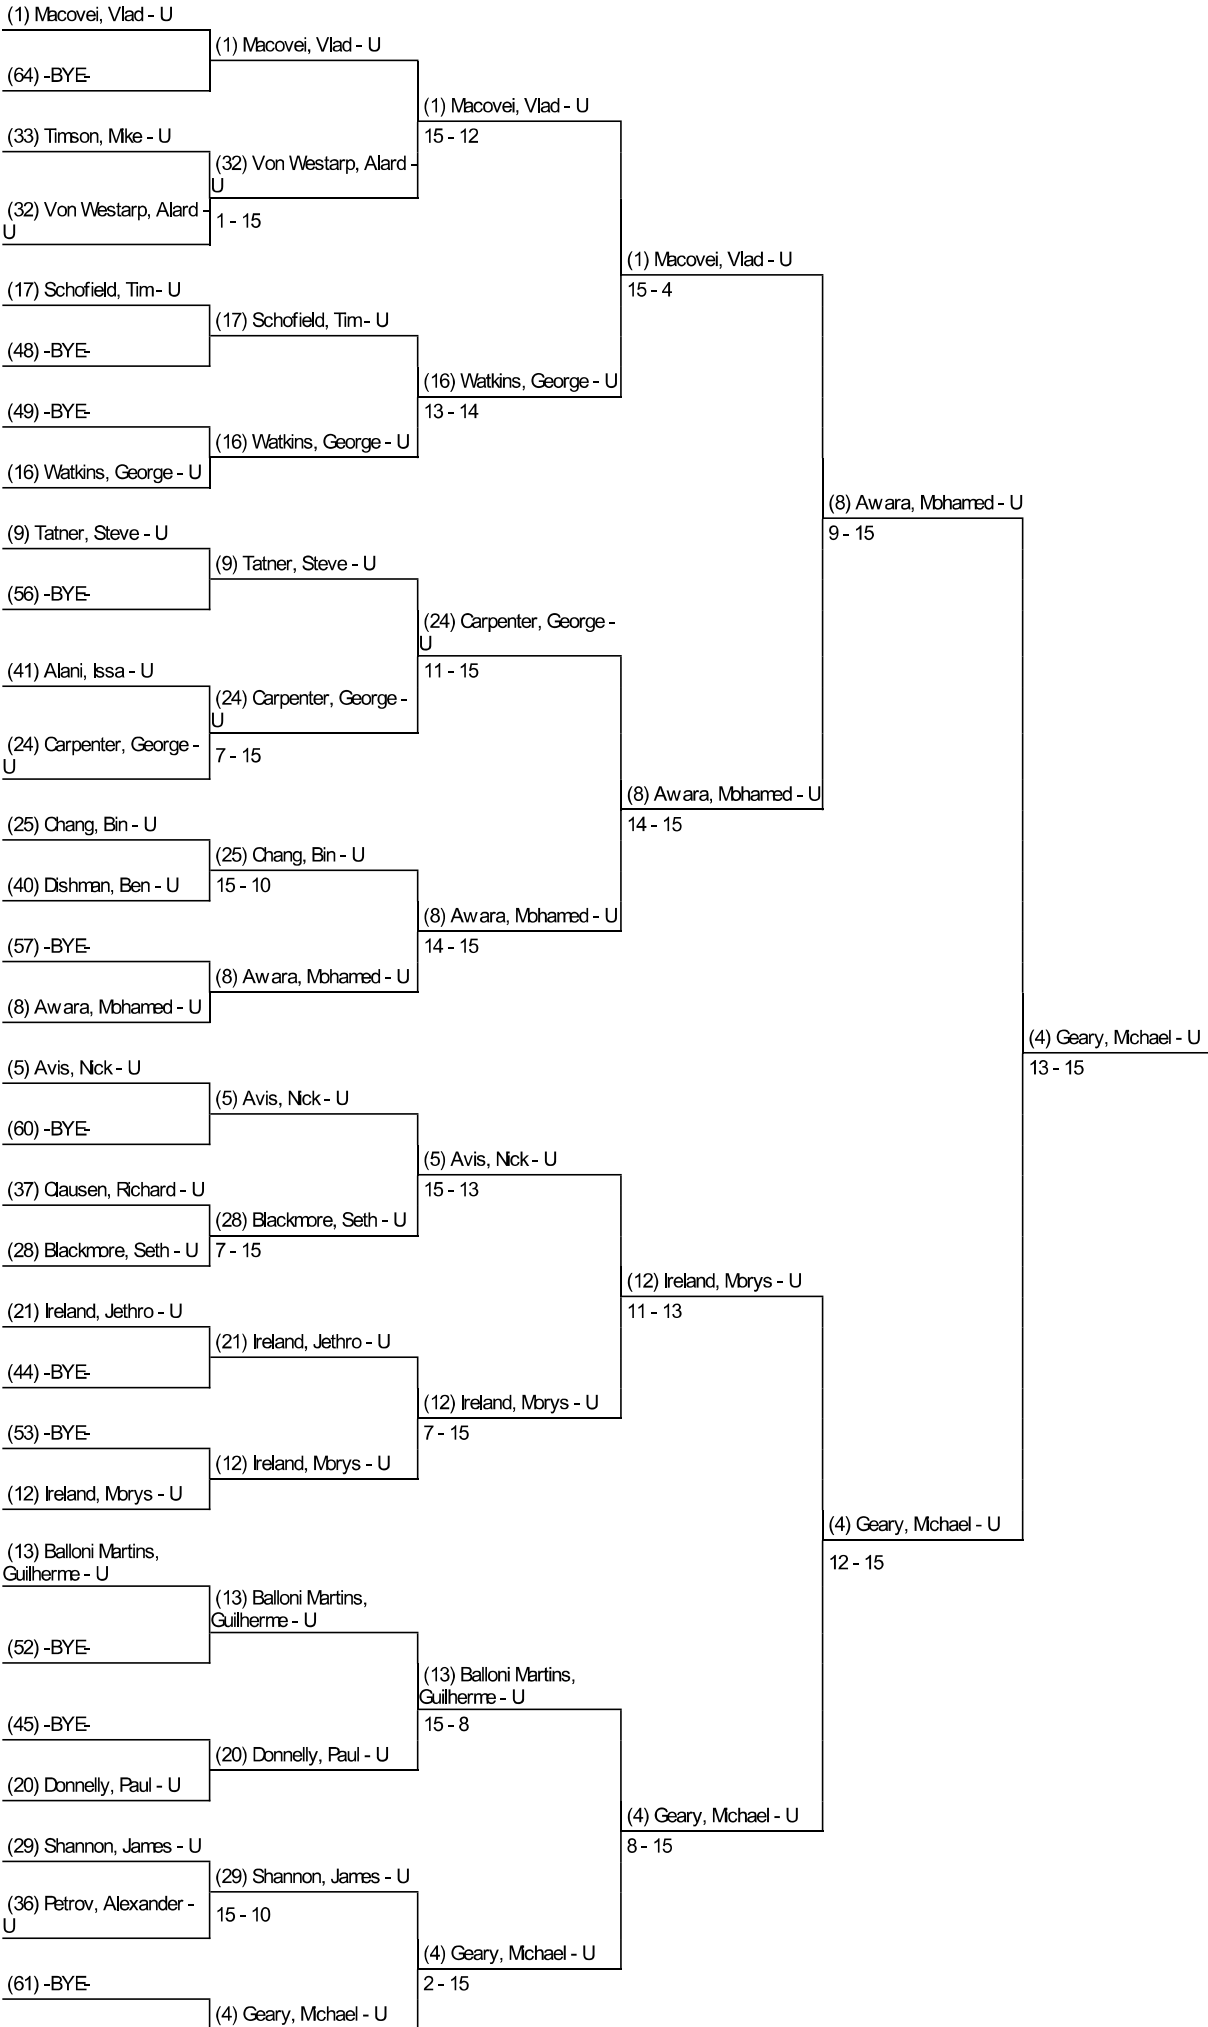 (1) Macovei, Vlad - U
(64) -BYE-
(33) Timson, Mike - U
(32) Von Westarp, Alard -
U
(17) Schofield, Tim - U
(48) -BYE-
(49) -BYE-
(16) Watkins, George - U
(9) Tatner, Steve - U
(56) -BYE-
(41) Alani, Issa - U
(24) Carpenter, George -
U
(25) Chang, Bin - U
(40) Dishman, Ben - U
(57) -BYE-
(8) Awara, Mohamed - U
(5) Avis, Nick - U
(60) -BYE-
(37) Clausen, Richard - U
(28) Blackmore, Seth - U
(21) Ireland, Jethro - U
(44) -BYE-
(53) -BYE-
(12) Ireland, Morys - U
(13) Balloni Martins,
Guilherme - U
(52) -BYE-
(45) -BYE-
(20) Donnelly, Paul - U
(29) Shannon, James - U
(36) Petrov, Alexander -
U
(61) -BYE-
(1) Macovei, Vlad - U
(32) Von Westarp, Alard -
U
1 - 15
(17) Schofield, Tim - U
(16) Watkins, George - U
(9) Tatner, Steve - U
(24) Carpenter, George -
U
7 - 15
(25) Chang, Bin - U
15 - 10
(8) Awara, Mohamed - U
(5) Avis, Nick - U
(28) Blackmore, Seth - U
7 - 15
(21) Ireland, Jethro - U
(12) Ireland, Morys - U
(13) Balloni Martins,
Guilherme - U
(20) Donnelly, Paul - U
(29) Shannon, James - U
15 - 10
(4) Geary, Michael - U
(1) Macovei, Vlad - U
15 - 12
(16) Watkins, George - U
13 - 14
(24) Carpenter, George -
U
11 - 15
(8) Awara, Mohamed - U
14 - 15
(5) Avis, Nick - U
15 - 13
(12) Ireland, Morys - U
7 - 15
(13) Balloni Martins,
Guilherme - U
15 - 8
(4) Geary, Michael - U
2 - 15
(1) Macovei, Vlad - U
15 - 4
(8) Awara, Mohamed - U
14 - 15
(12) Ireland, Morys - U
11 - 13
(4) Geary, Michael - U
8 - 15
(8) Awara, Mohamed - U
9 - 15
(4) Geary, Michael - U
12 - 15
(4) Geary, Michael - U
13 - 15